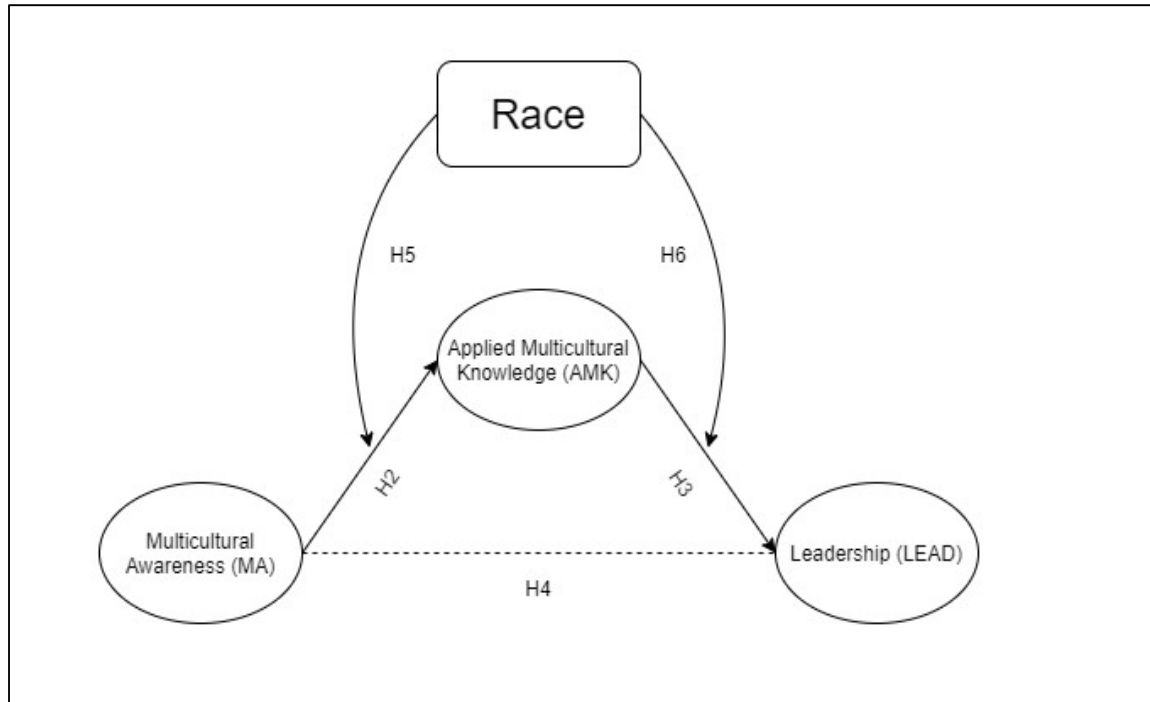 Race
H5
H6
Applied Multicultural
Knowledge (AMK)
H2
H3
Multicultural
Awareness (MA)
Leadership (LEAD)
H4